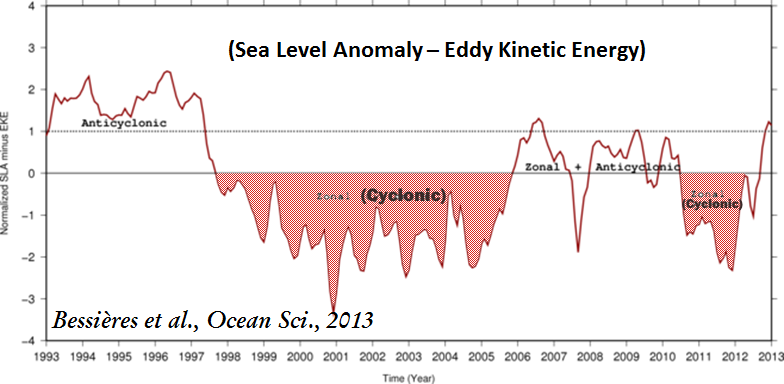 (Sea Level Anomaly – Eddy Kinetic Energy)
Normalized SLA minus EKE
4
3
2
1
0
−1
−2
−3
−4
Anticyclonic
Zonal + Anticyclonic
Zonal (Cyclonic)
Zonal
(Cyclonic)
Bessières et al., Ocean Sci., 2013
1993 1994 1995 1996 1997 1998 1999 2000 2001 2002 2003 2004 2005 2006 2007 2008 2009 2010 2011 2012 2013
Time (Year)